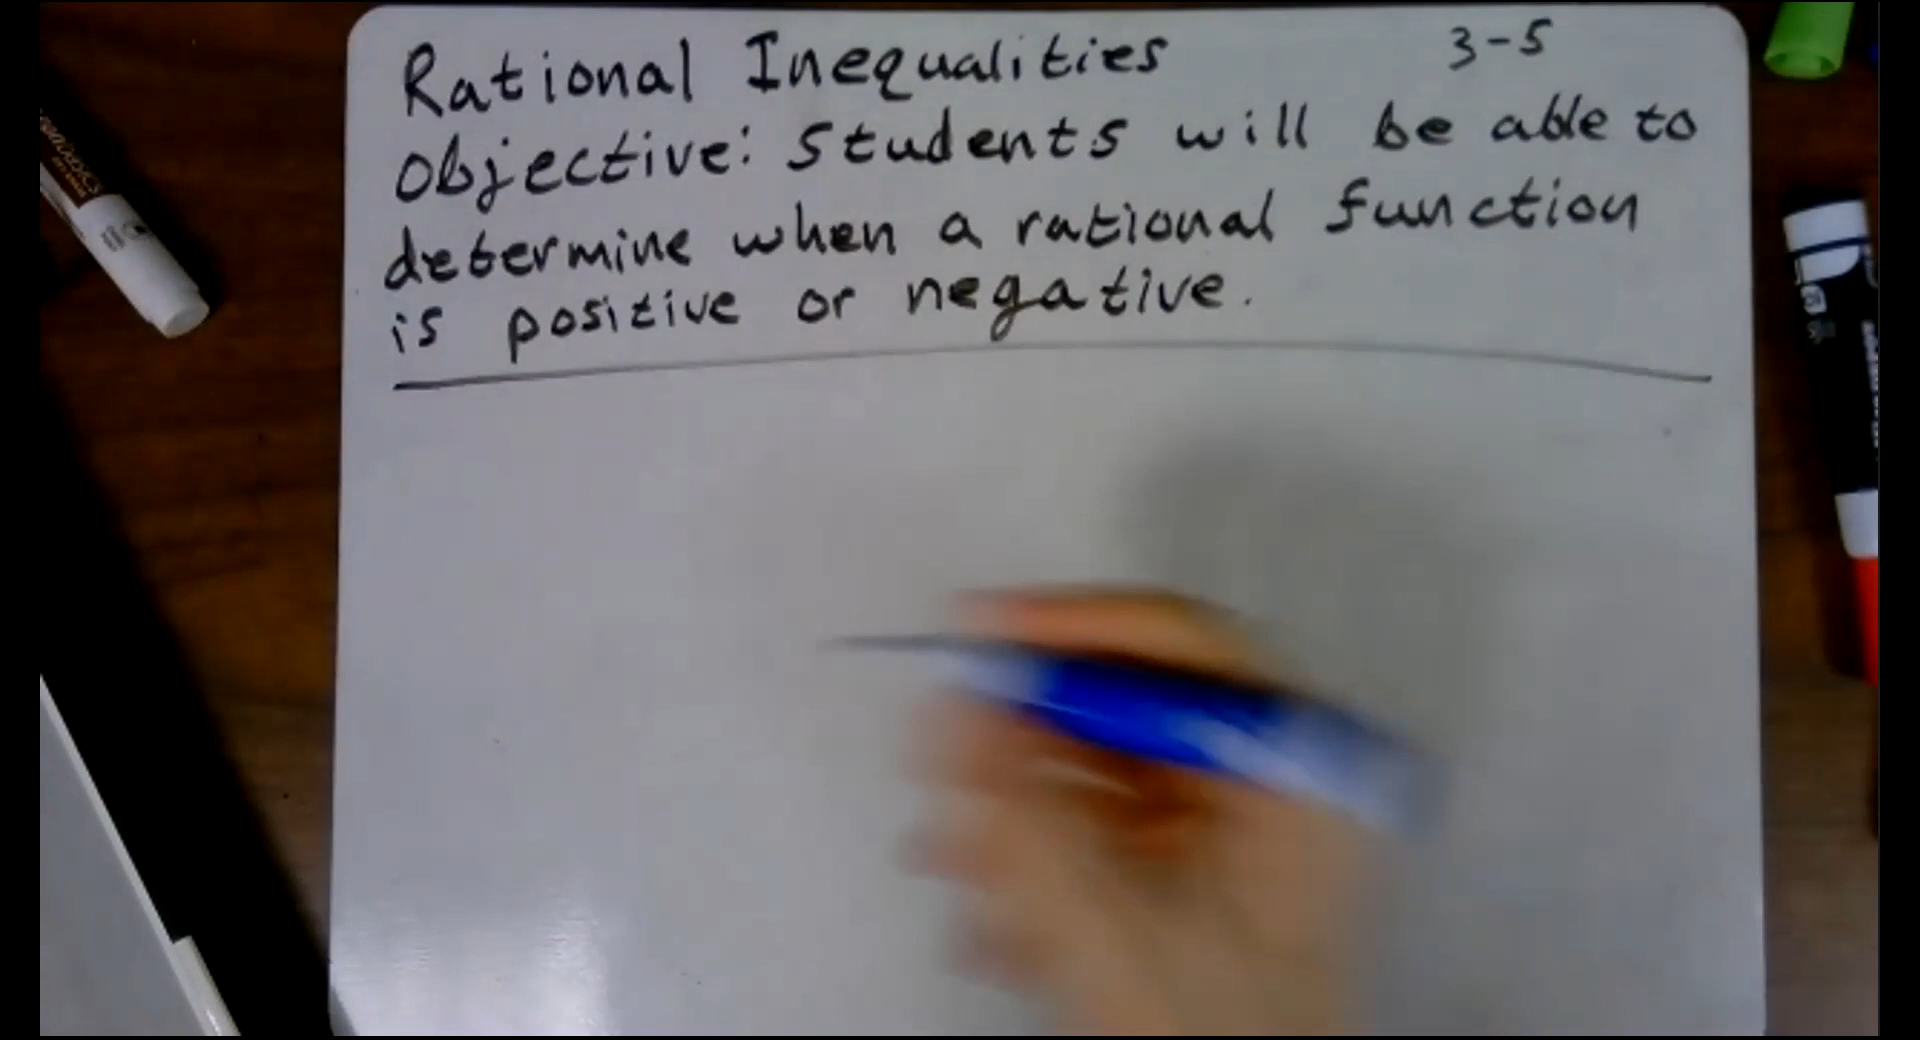 Rational Inequalities 3-5
Objective: Students will be able to
determine when a rational function
is positive or negative.